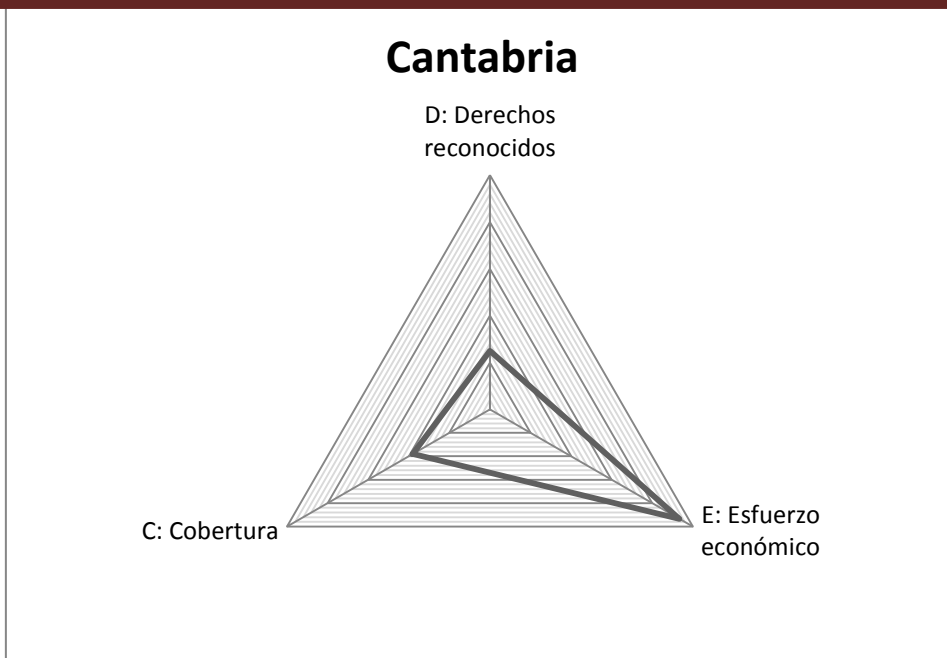 Cantabria
D: Derechos
reconocidos
C: Cobertura
E: Esfuerzo
económico